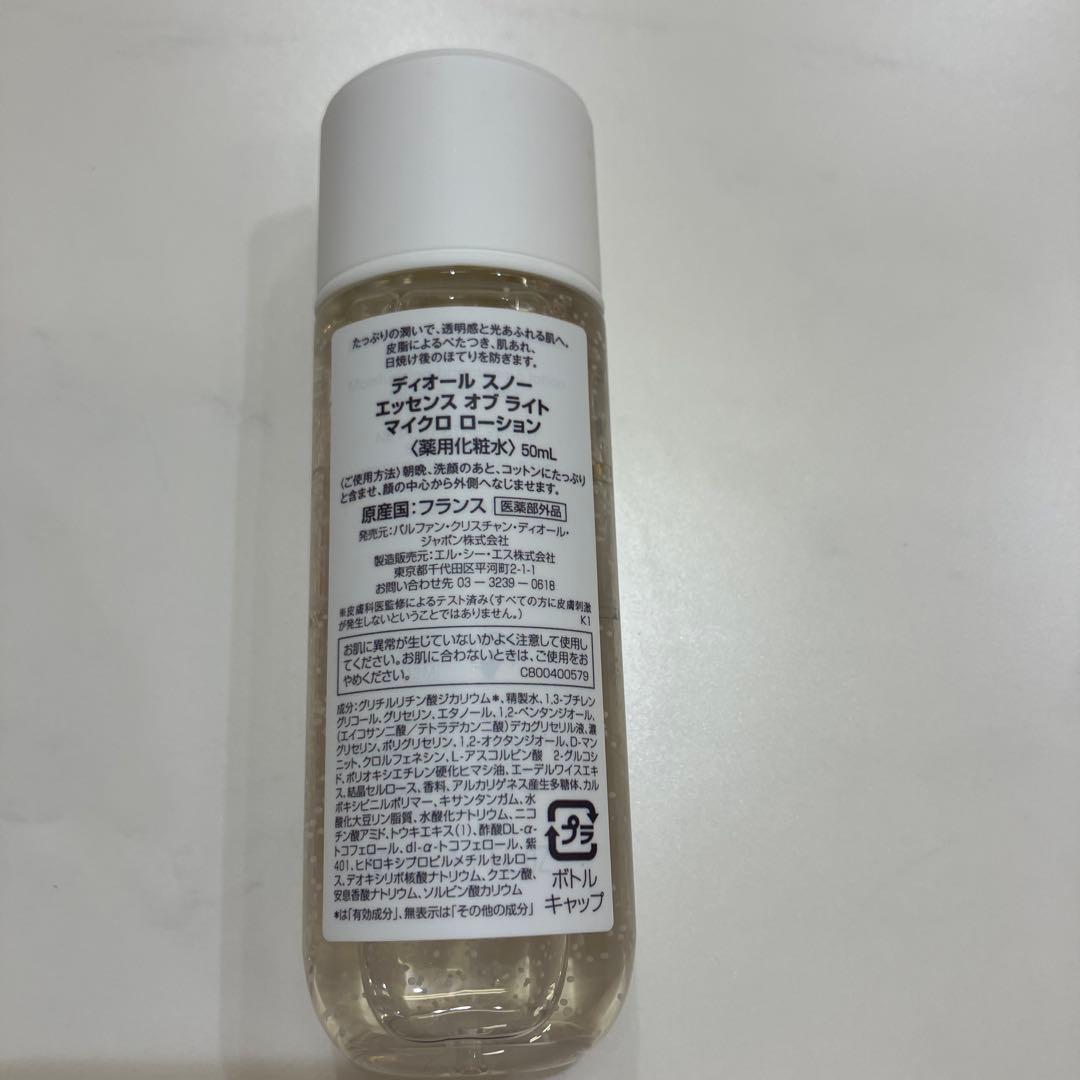 たっぷりの潤いで、透明感と光あふれる肌へ。
皮脂によるべたつき、肌あれ、
日焼け後のほてりを防ぎます。
ディオール スノー
エッセンス オブ ライト
マイクロ ローション
〈薬用化粧水〉50mL
〈ご使用方法〉朝晩、洗顔のあと、コットンにたっぷり
と含ませ、顔の中心から外側へなじませます。
原産国：フランス 医薬部外品
発売元：パルファン・クリスチャン・ディオール・
ジャポン株式会社
製造販売元：エル・シー・エス株式会社
東京都千代田区平河町2-1-1
お問い合わせ先 03－3239－0618
※皮膚科医監修によるテスト済み（すべての方に皮膚刺激
が発生しないということではありません。） K1
お肌に異常が生じていないかよく注意して使用し
てください。お肌に合わないときは、ご使用をお
やめください。 CB00400579
成分：グリチルリチン酸ジカリウム＊、精製水、1,3-ブチレン
グリコール、グリセリン、エタノール、1,2-ペンタンジオール、
（エイコサン二酸／テトラデカン二酸）デカグリセリル液、濃
グリセリン、ポリグリセリン、1,2-オクタンジオール、D-マン
ニット、クロルフェネシン、L-アスコルビン酸 2-グルコシ
ド、ポリオキシエチレン硬化ヒマシ油、エーデルワイスエキ
ス、結晶セルロース、香料、アルカリゲネス産生多糖体、カル
ボキシビニルポリマー、キサンタンガム、水
酸化大豆リン脂質、水酸化ナトリウム、ニコ
チン酸アミド、トウキエキス（1）、酢酸DL-α-
トコフェロール、dl-α-トコフェロール、紫
401、ヒドロキシプロピルメチルセルロー
ス、デオキシリボ核酸ナトリウム、クエン酸、
安息香酸ナトリウム、ソルビン酸カリウム
＊は「有効成分」、無表示は「その他の成分」
プラ
ボトル
キャップ